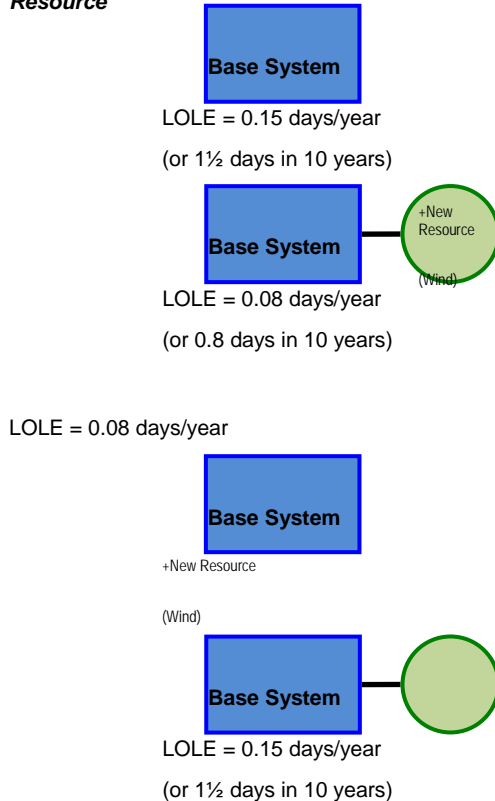 Resource
Base System
LOLE = 0.15 days/year
(or 1½ days in 10 years)
+New
Resource
Base System
(Wind)
LOLE = 0.08 days/year
(or 0.8 days in 10 years)
LOLE = 0.08 days/year
Base System
+New Resource
(Wind)
Base System
LOLE = 0.15 days/year
(or 1½ days in 10 years)